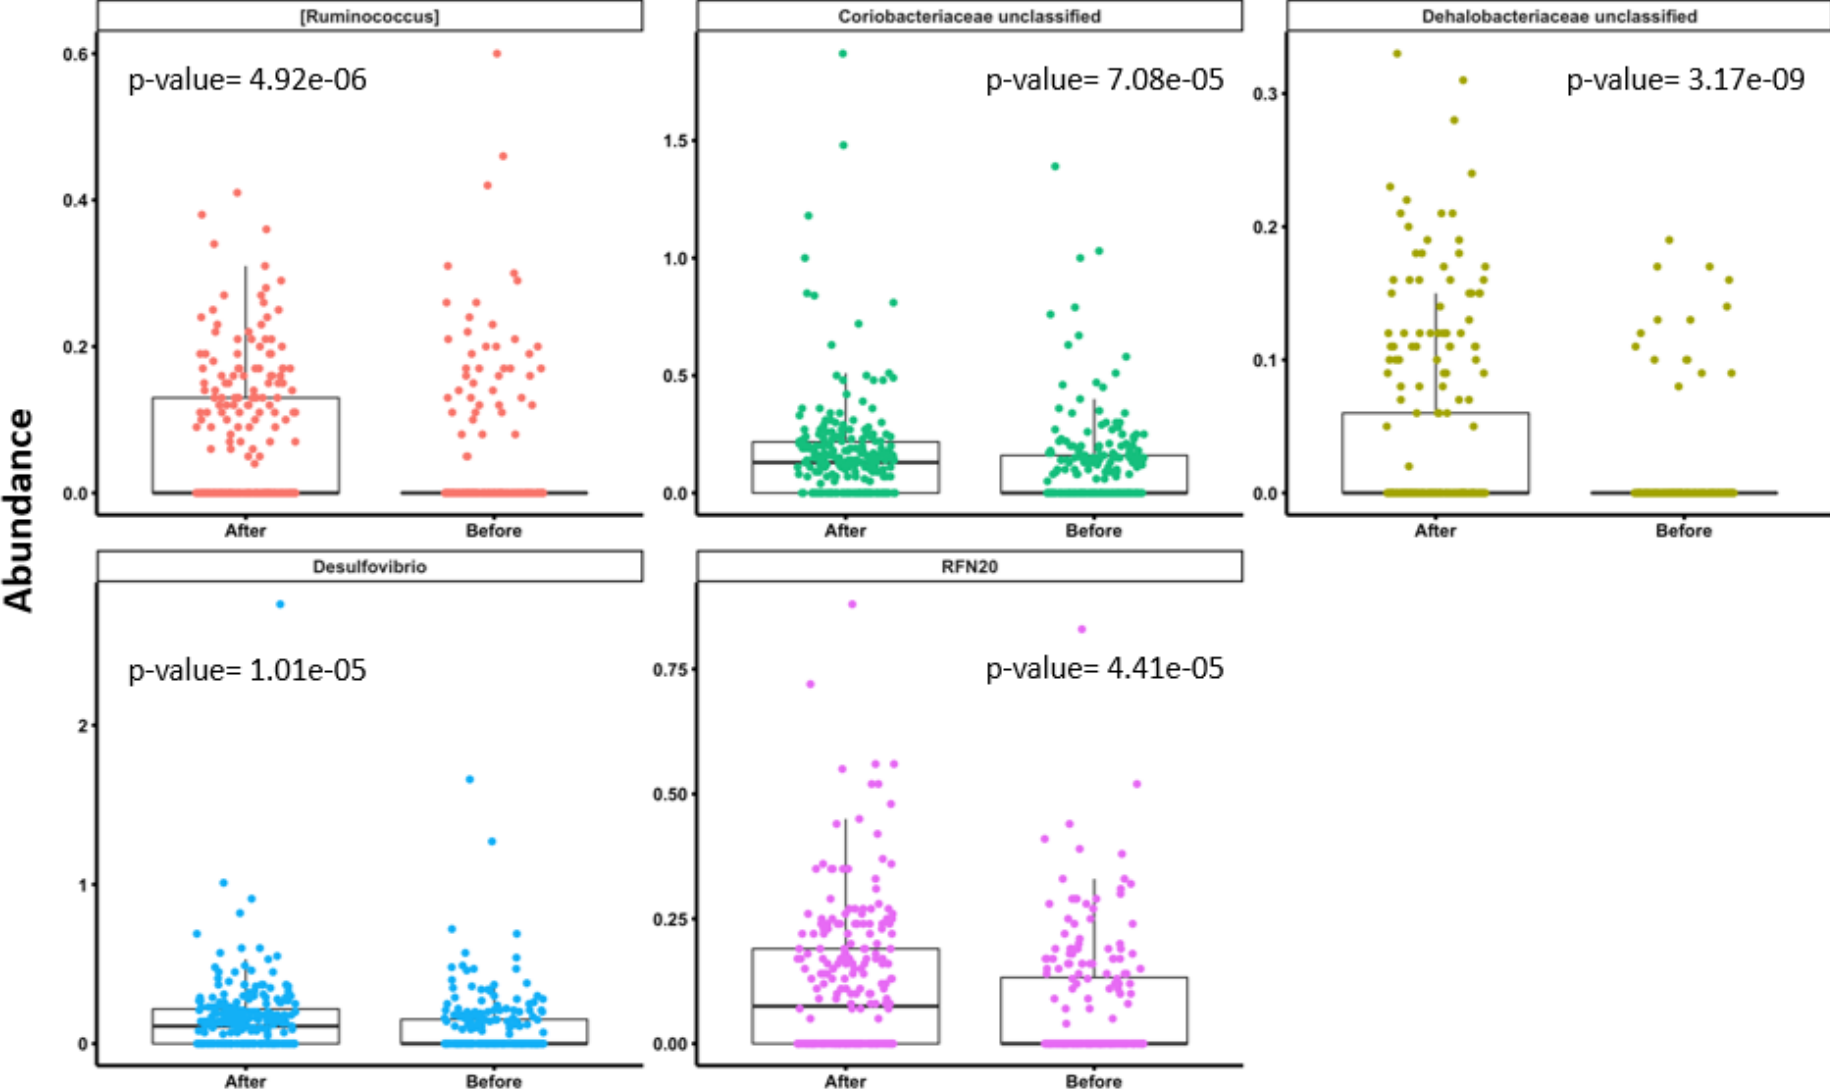 [Ruminococcus]
Coriobacteriaceae unclassified
Dehalobacteriaceae unclassified
p-value= 4.92e-06
p-value= 7.08e-05
p-value= 3.17e-09
0.6
0.4
0.2
0.0
1.5
1.0
0.5
0.0
0.3
0.2
0.1
0.0
After
Before
After
Before
After
Before
Abundance
Desulfovibrio
RFN20
p-value= 1.01e-05
p-value= 4.41e-05
2
1
0
0.75
0.50
0.25
0.00
After
Before
After
Before